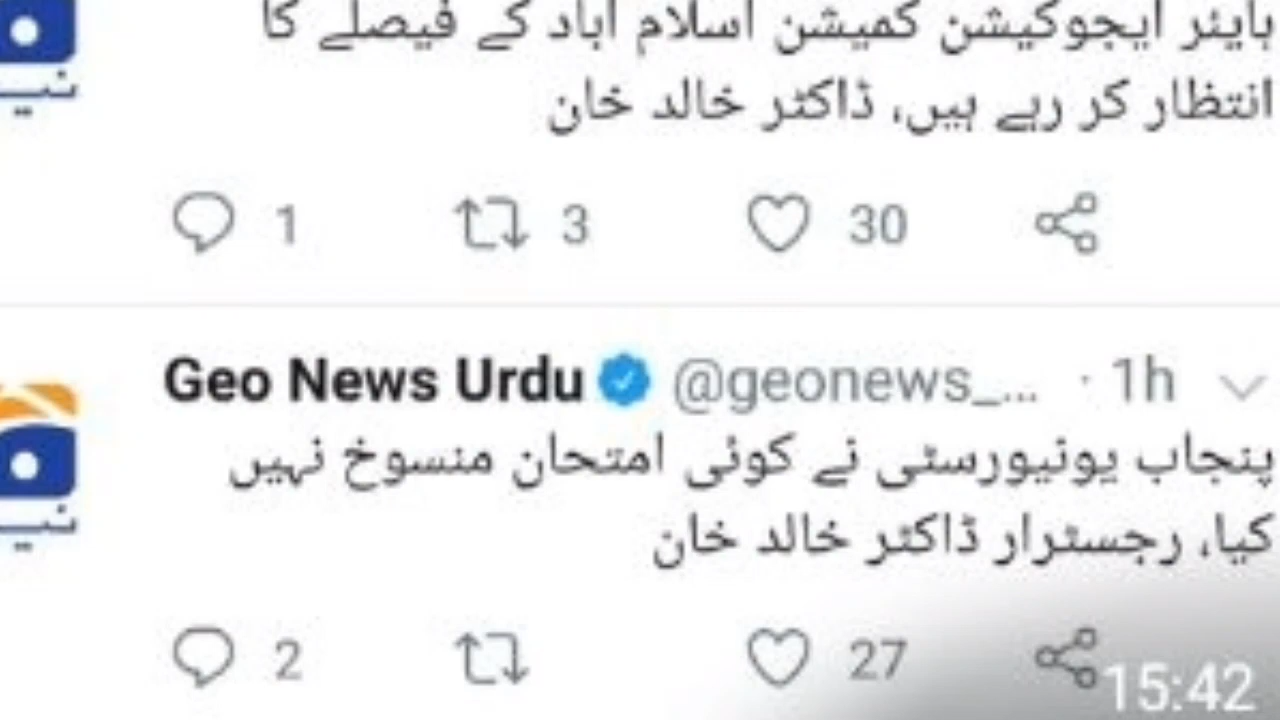 ہایئر ایجوکیشن کمیشن اسلام آباد کے فیصلے کا
انتظار کر رہے ہیں، ڈاکٹر خالد خان
1 3 30
Geo News Urdu @geonews_... · 1h
پنجاب یونیورسٹی نے کوئی امتحان منسوخ نہیں
کیا، رجسٹرار ڈاکٹر خالد خان
2 27
15:42